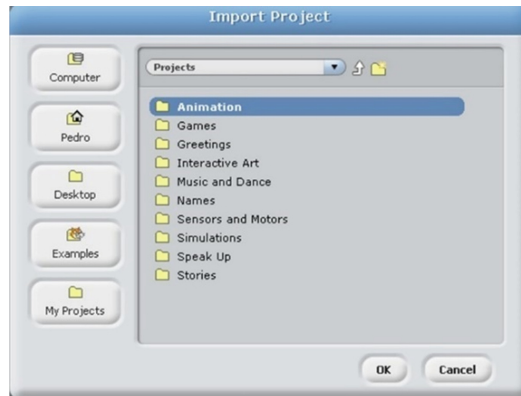 Import Project
Computer
Pedro
Desktop
Examples
My Projects
Projects
Animation
Games
Greetings
Interactive Art
Music and Dance
Names
Sensors and Motors
Simulations
Speak Up
Stories
OK
Cancel